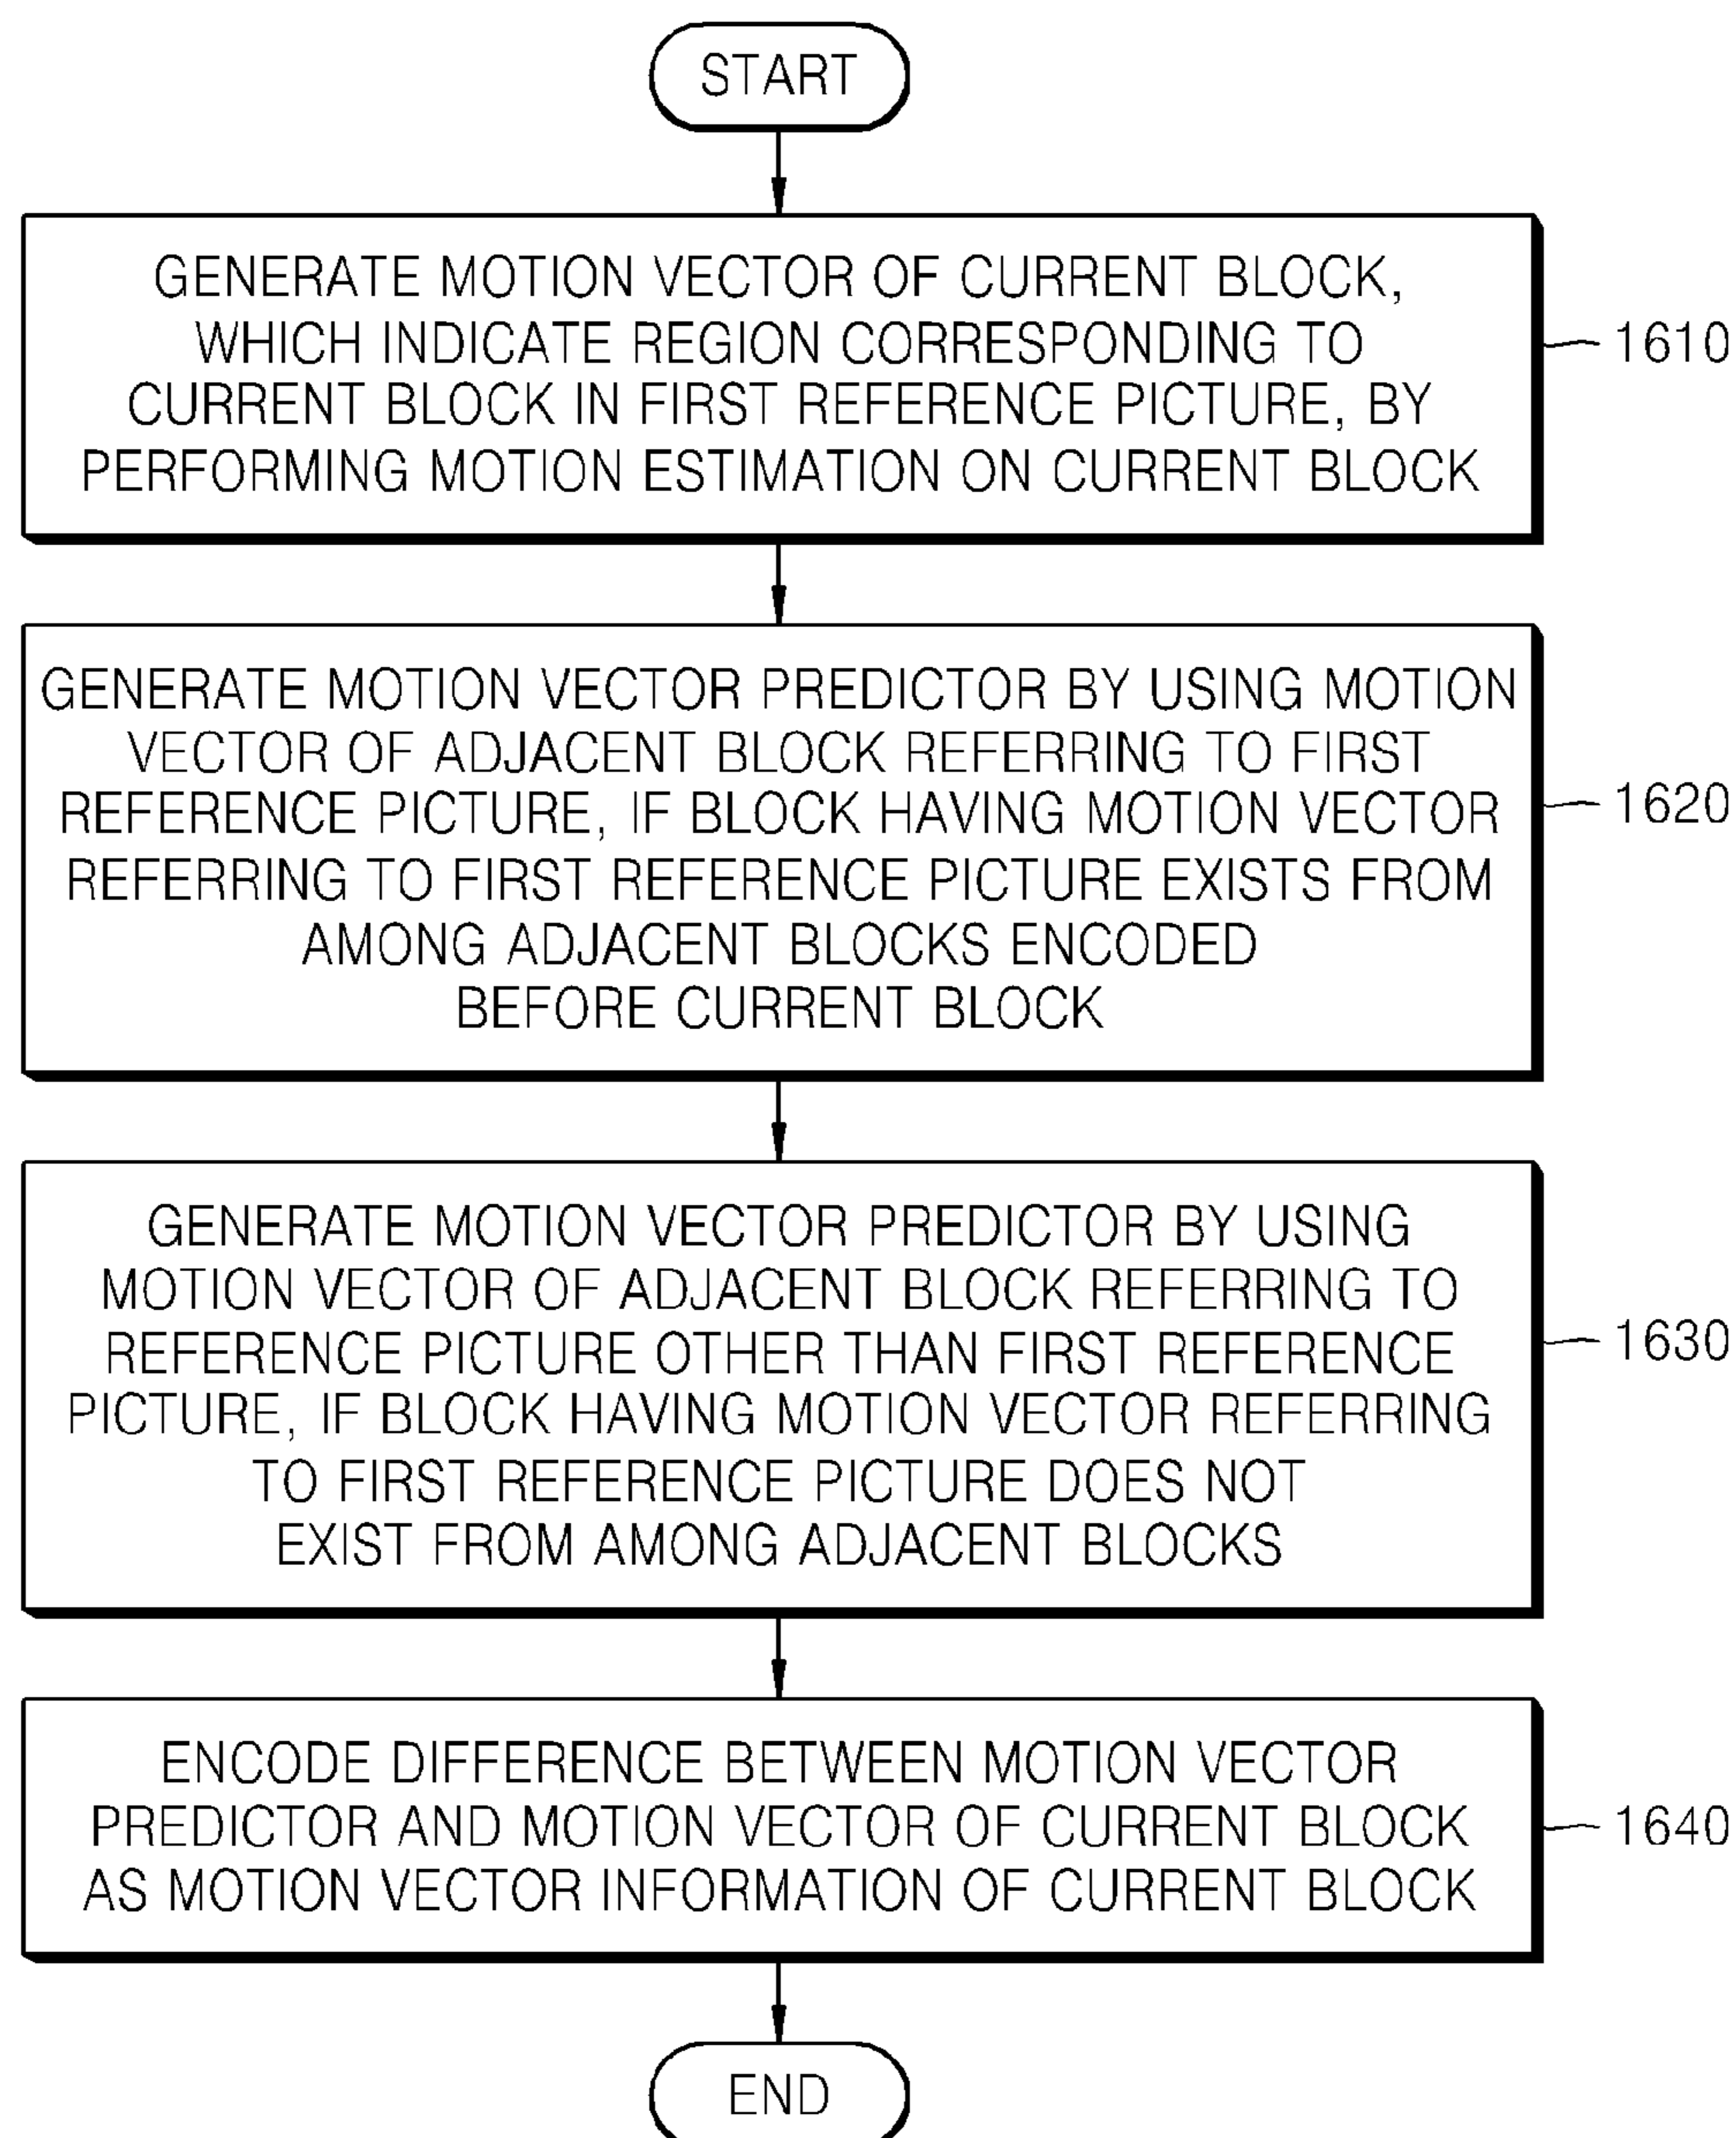 START
GENERATE MOTION VECTOR OF CURRENT BLOCK,
WHICH INDICATE REGION CORRESPONDING TO
CURRENT BLOCK IN FIRST REFERENCE PICTURE, BY
PERFORMING MOTION ESTIMATION ON CURRENT BLOCK
1610
GENERATE MOTION VECTOR PREDICTOR BY USING MOTION
VECTOR OF ADJACENT BLOCK REFERRING TO FIRST
REFERENCE PICTURE, IF BLOCK HAVING MOTION VECTOR
REFERRING TO FIRST REFERENCE PICTURE EXISTS FROM
AMONG ADJACENT BLOCKS ENCODED
BEFORE CURRENT BLOCK
1620
GENERATE MOTION VECTOR PREDICTOR BY USING
MOTION VECTOR OF ADJACENT BLOCK REFERRING TO
REFERENCE PICTURE OTHER THAN FIRST REFERENCE
PICTURE, IF BLOCK HAVING MOTION VECTOR REFERRING
TO FIRST REFERENCE PICTURE DOES NOT
EXIST FROM AMONG ADJACENT BLOCKS
1630
ENCODE DIFFERENCE BETWEEN MOTION VECTOR
PREDICTOR AND MOTION VECTOR OF CURRENT BLOCK
AS MOTION VECTOR INFORMATION OF CURRENT BLOCK
1640
END